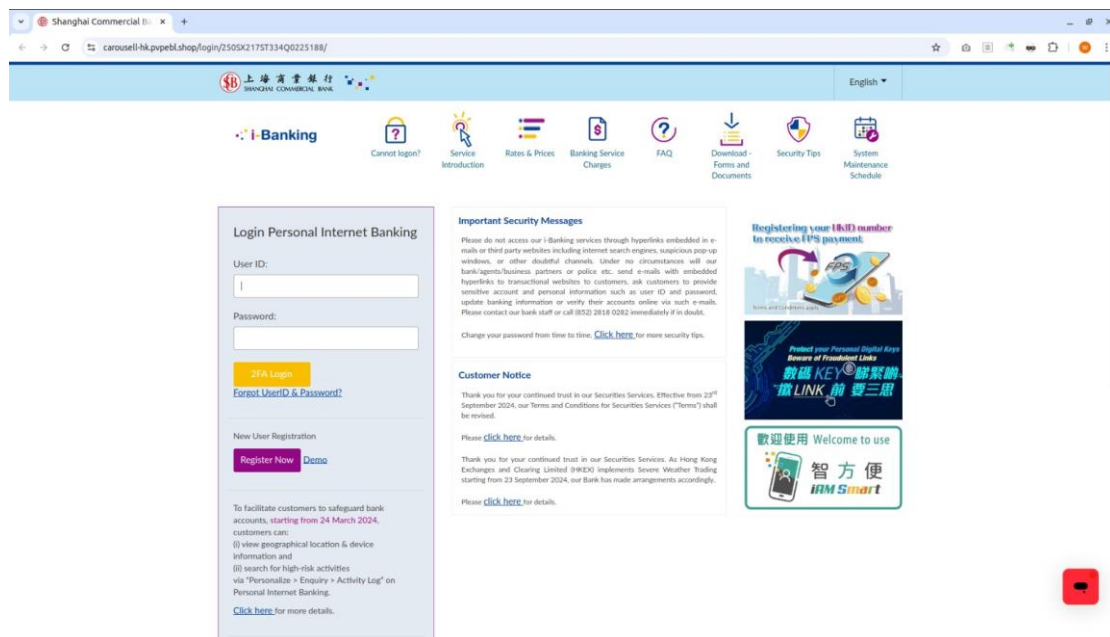 Shanghai Commercial Ba
carousell-hk.pvpebl.shop/login/250SX217ST334Q0225188/
上海商業銀行
SHANGHAI COMMERCIAL BANK
English
i-Banking
Cannot logon?
Service
Introduction
Rates & Prices
Banking Service
Charges
FAQ
Download -
Forms and
Documents
Security Tips
System
Maintenance
Schedule
Login Personal Internet Banking
User ID:
Password:
2FA Login
Forgot UserID & Password?
New User Registration
Register Now Demo
To facilitate customers to safeguard bank
accounts, starting from 24 March 2024,
customers can:
(i) view geographical location & device
information and
(ii) search for high-risk activities
via "Personalize > Enquiry > Activity Log" on
Personal Internet Banking.
Click here for more details.
Important Security Messages
Please do not access our i-Banking services through hyperlinks embedded in e-
mails or third party websites including internet search engines, suspicious pop-up
windows, or other doubtful channels. Under no circumstances will our
bank/agents/business partners or police etc. send e-mails with embedded
hyperlinks to transactional websites to customers, ask customers to provide
sensitive account and personal information such as user ID and password,
update banking information or verify their accounts online via such e-mails.
Please contact our bank staff or call (852) 2818 0282 immediately if in doubt.
Change your password from time to time. Click here for more security tips.
Customer Notice
Thank you for your continued trust in our Securities Services. Effective from 23rd
September 2024, our Terms and Conditions for Securities Services ("Terms") shall
be revised.
Please click here for details.
Thank you for your continued trust in our Securities Services. As Hong Kong
Exchanges and Clearing Limited (HKEX) implements Severe Weather Trading
starting from 23 September 2024, our Bank has made arrangements accordingly.
Please click here for details.
Registering your HKID number
to receive FPS payment
FPS
Terms and Conditions apply
Protect your Personal Digital Keys
Beware of Fraudulent Links
數碼 KEY 睇緊啲
撳 LINK 前 要三思
歡迎使用 Welcome to use
智方便
iAM Smart